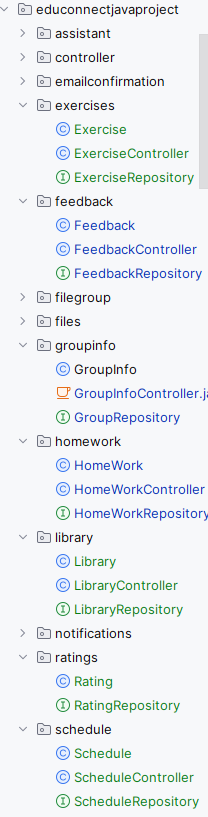 educonnectjavaproject
assistant
controller
emailconfirmation
exercises
Exercise
ExerciseController
ExerciseRepository
feedback
Feedback
FeedbackController
FeedbackRepository
filegroup
files
groupinfo
GroupInfo
GroupInfoController.ja
GroupRepository
homework
HomeWork
HomeWorkController
HomeWorkRepository
library
Library
LibraryController
LibraryRepository
notifications
ratings
Rating
RatingRepository
schedule
Schedule
ScheduleController
ScheduleRepository